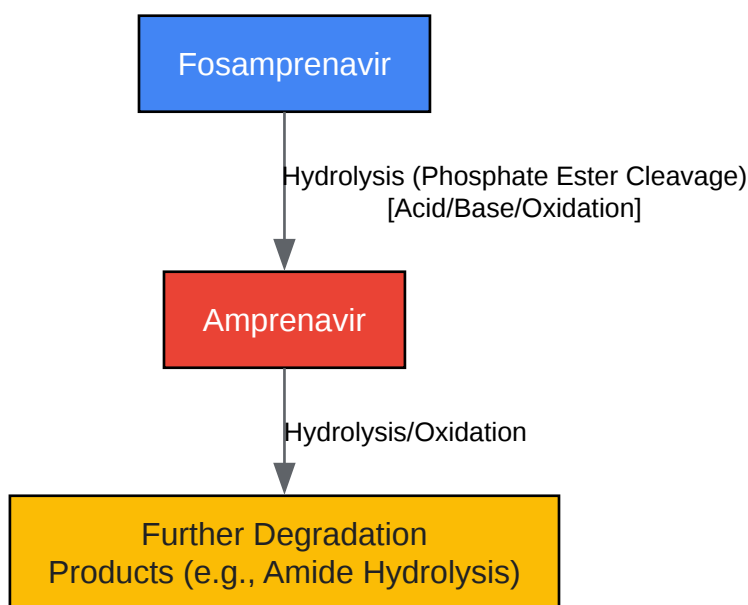 Fosamprenavir
Hydrolysis (Phosphate Ester Cleavage)
[Acid/Base/Oxidation]
Amprenavir
Hydrolysis/Oxidation
Further Degradation
Products (e.g., Amide Hydrolysis)